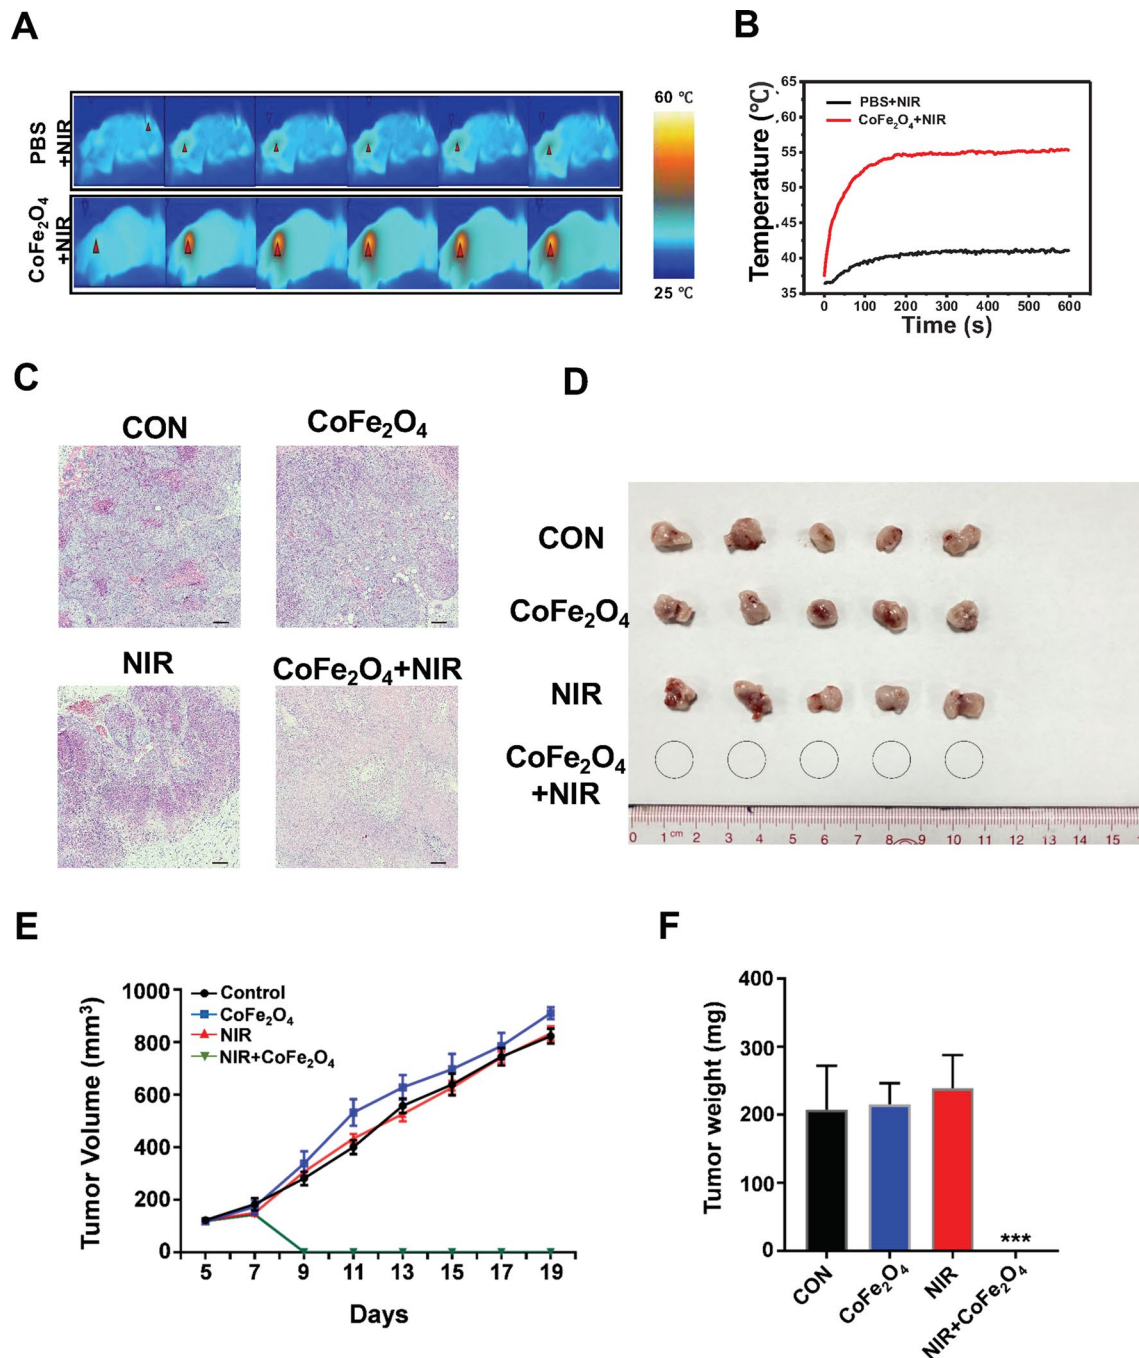 A
60 ℃
PBS
+NIR
CoFe₂O₄
+NIR
25 ℃
B
Temperature (℃)
65
60
55
50
45
40
35
PBS+NIR
CoFe₂O₄+NIR
0 100 200 300 400 500 600
Time (s)
C
CON
CoFe₂O₄
NIR
CoFe₂O₄+NIR
D
CON
CoFe₂O₄
NIR
CoFe₂O₄
+NIR
0 1 cm 2 3 4 5 6 7 8 9 10 11 12 13 14 15
E
Tumor Volume (mm³)
1000
800
600
400
200
0
Control
CoFe₂O₄
NIR
NIR+CoFe₂O₄
5 7 9 11 13 15 17 19
Days
F
Tumor weight (mg)
400
300
200
100
0
***
CON
CoFe₂O₄
NIR
NIR+CoFe₂O₄